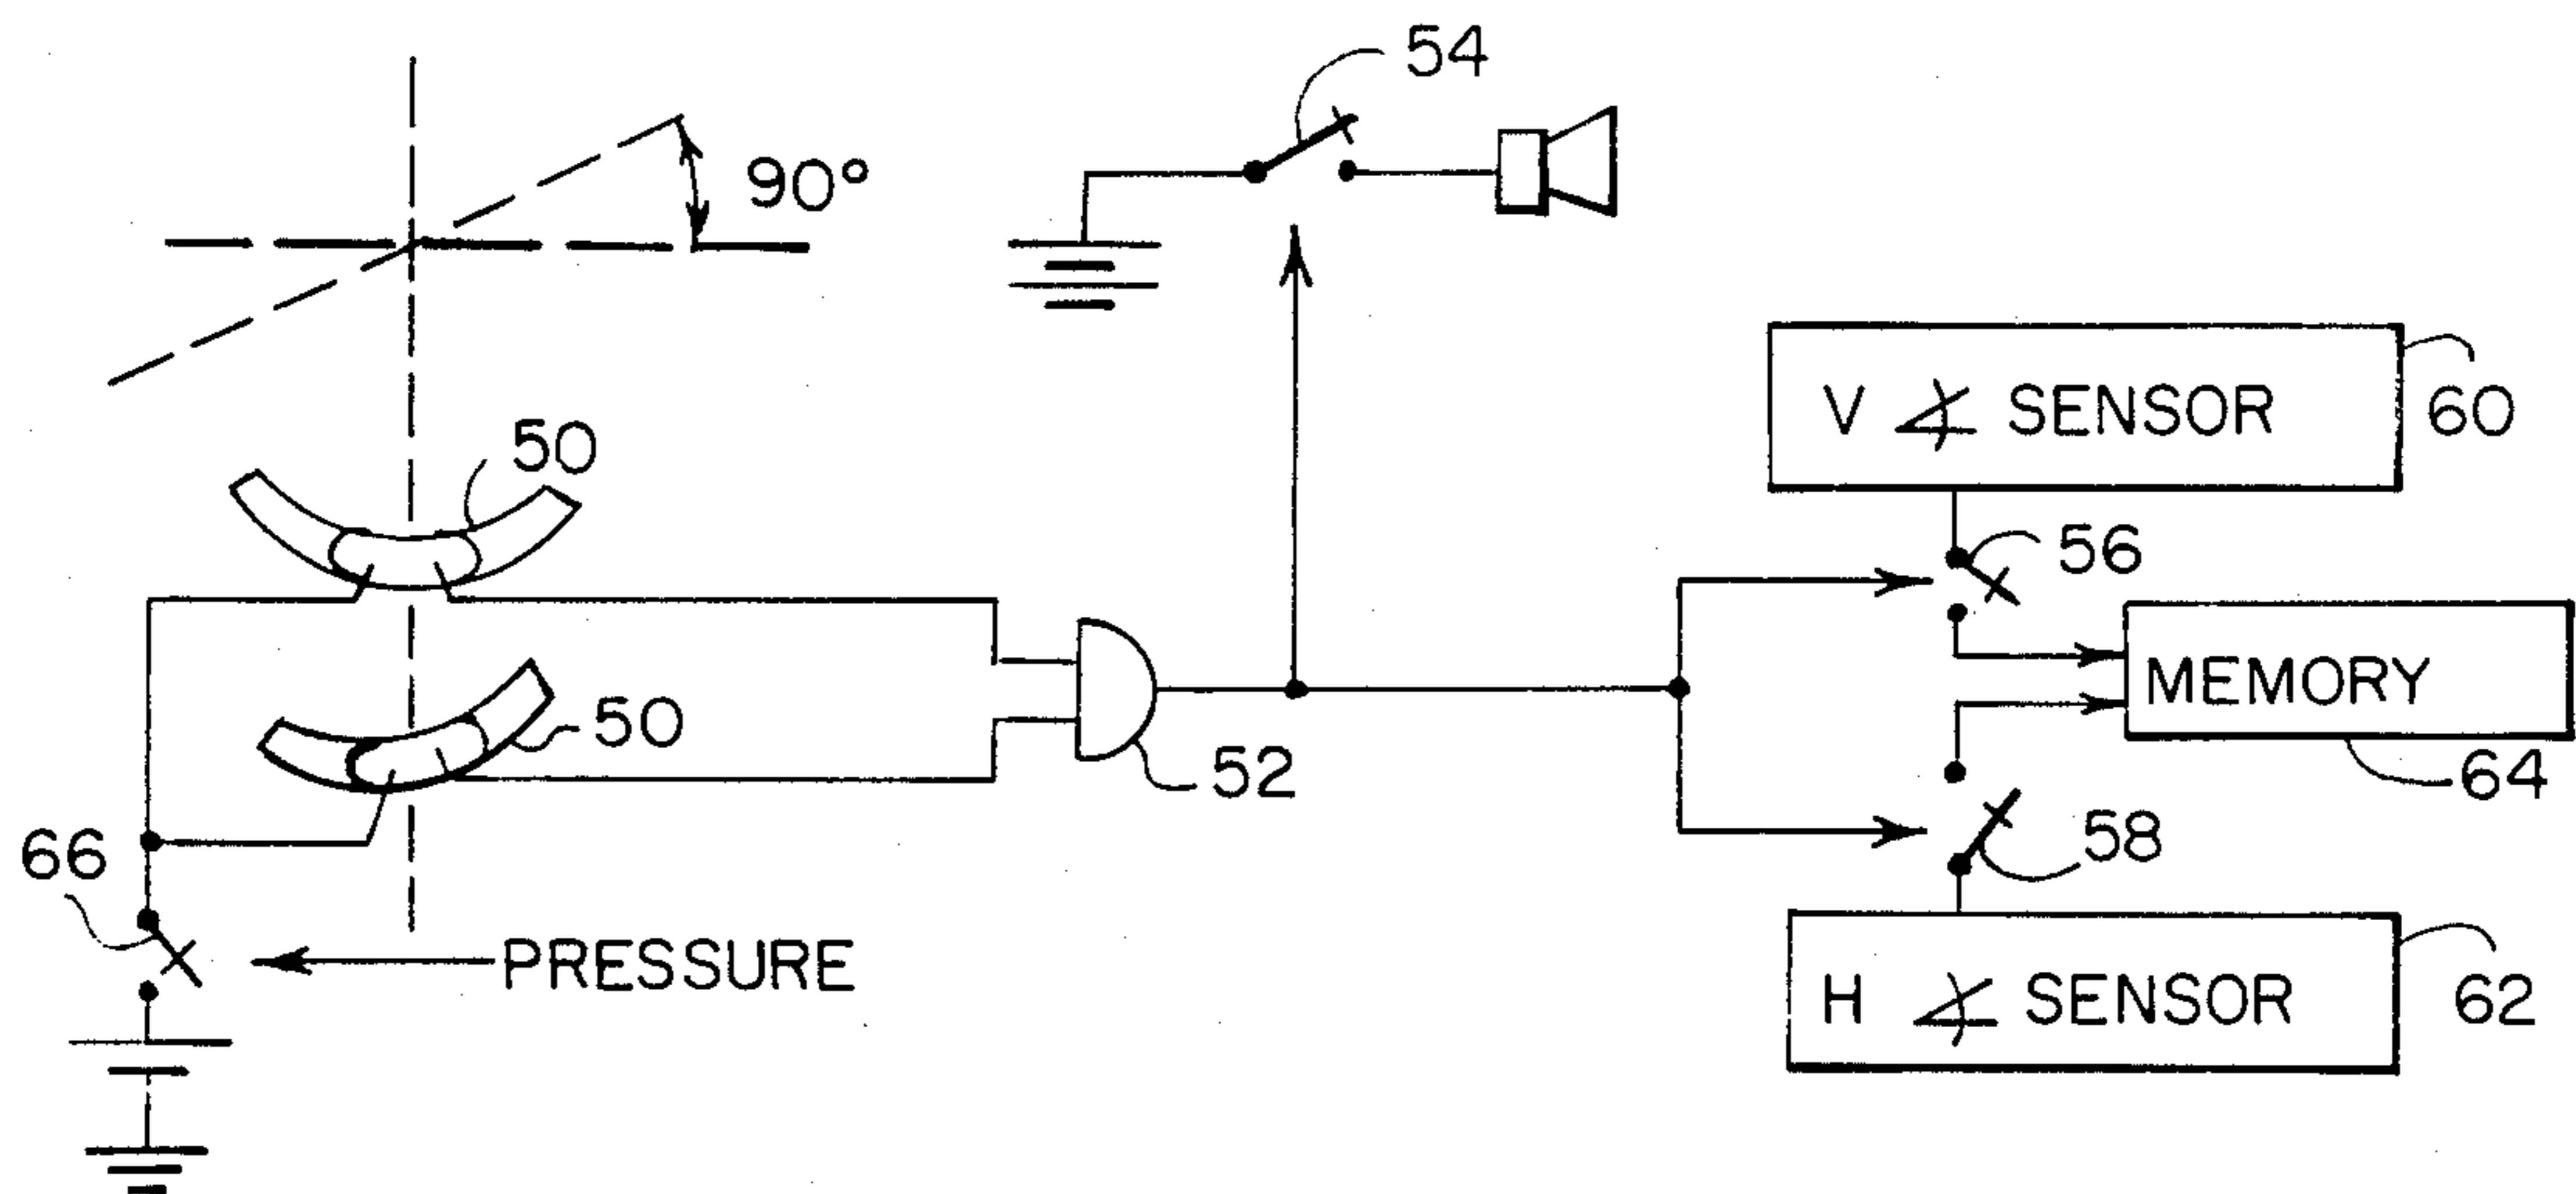 54
90°
50
V ∡ SENSOR
60
56
MEMORY
50
52
64
66
58
PRESSURE
H ∡ SENSOR
62